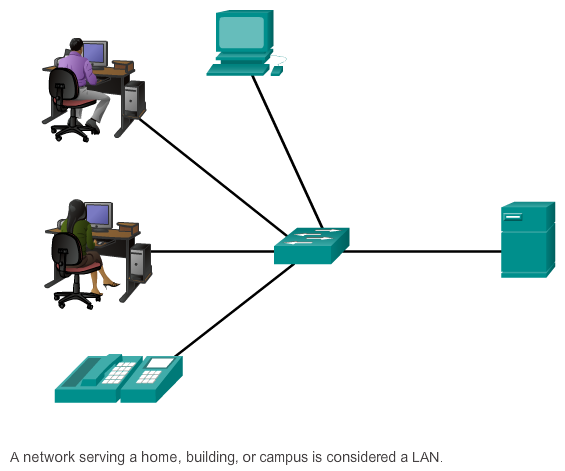 A network serving a home, building, or campus is considered a LAN.